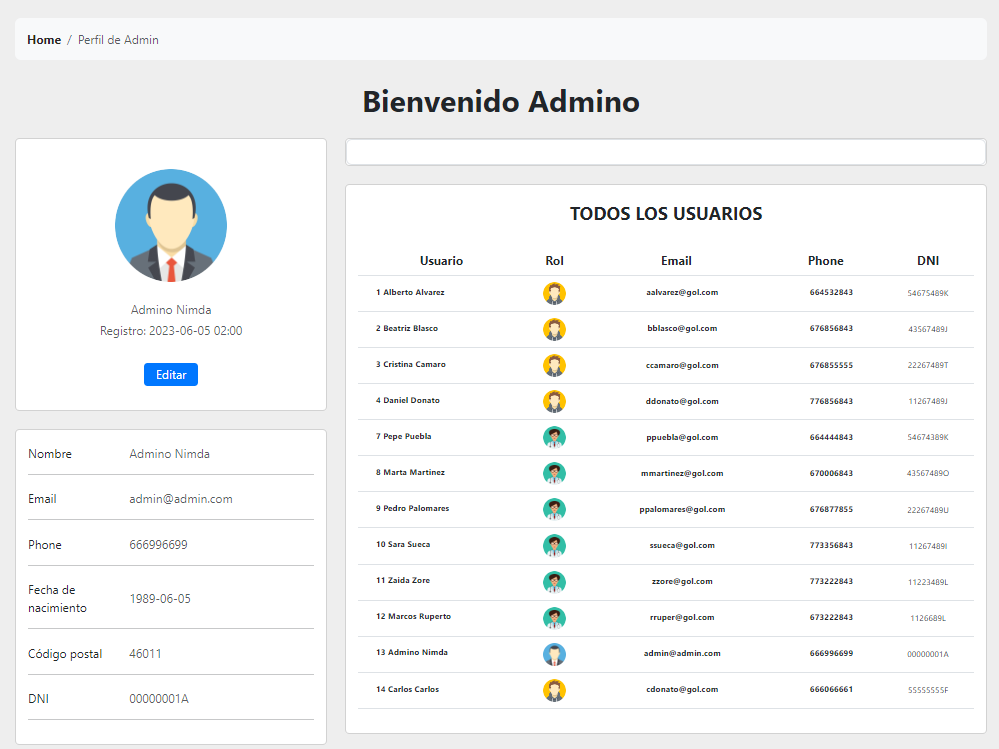 Home / Perfil de Admin
Bienvenido Admino
Admino Nimda
Registro: 2023-06-05 02:00
Editar
Nombre Admino Nimda
Email admin@admin.com
Phone 666996699
Fecha de
nacimiento 1989-06-05
Código postal 46011
DNI 00000001A
TODOS LOS USUARIOS
Usuario Rol Email Phone DNI
1 Alberto Alvarez aalvarez@gol.com 664532843 54675489K
2 Beatriz Blasco bblasco@gol.com 676856843 43567489J
3 Cristina Camaro ccamaro@gol.com 676855555 22267489T
4 Daniel Donato ddonato@gol.com 776856843 11267489J
7 Pepe Puebla ppuebla@gol.com 664444843 54674389K
8 Marta Martinez mmartinez@gol.com 670006843 43567489O
9 Pedro Palomares ppalomares@gol.com 676877855 22267489U
10 Sara Sueca ssueca@gol.com 773356843 11267489I
11 Zaida Zore zzore@gol.com 773222843 11223489L
12 Marcos Ruperto rruper@gol.com 673222843 1126689L
13 Admino Nimda admin@admin.com 666996699 00000001A
14 Carlos Carlos cdonato@gol.com 666066661 55555555F